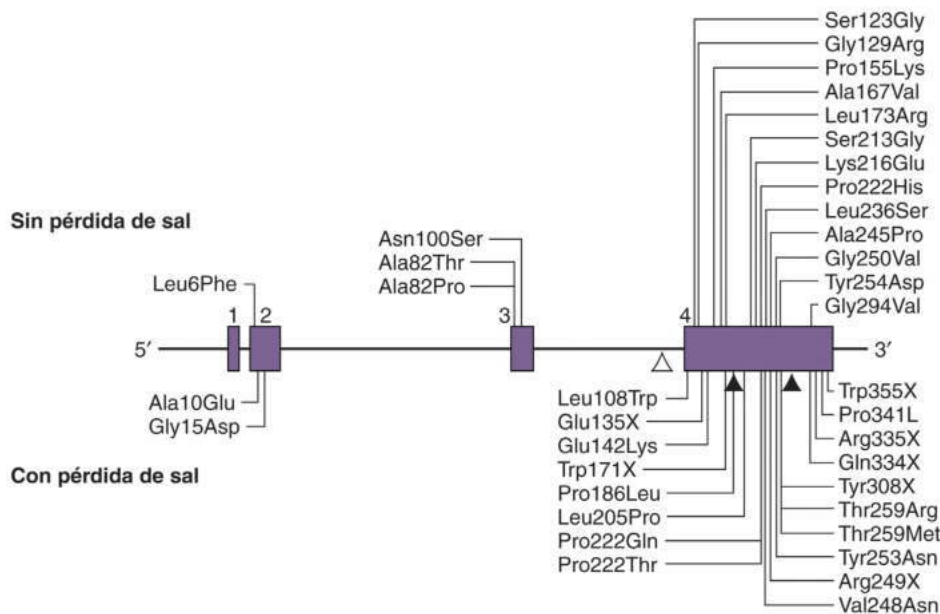 Ser123Gly
Gly129Arg
Pro155Lys
Ala167Val
Leu173Arg
Ser213Gly
Lys216Glu
Pro222His
Leu236Ser
Ala245Pro
Gly250Val
Tyr254Asp
Gly294Val
Sin pérdida de sal
Asn100Ser
Ala82Thr
Ala82Pro
Leu6Phe
1 2 3 4
5′ 3′
Ala10Glu
Gly15Asp
Con pérdida de sal
Leu108Trp
Glu135X
Glu142Lys
Trp171X
Pro186Leu
Leu205Pro
Pro222Gln
Pro222Thr
Trp355X
Pro341L
Arg335X
Gln334X
Tyr308X
Thr259Arg
Thr259Met
Tyr253Asn
Arg249X
Val248Asn